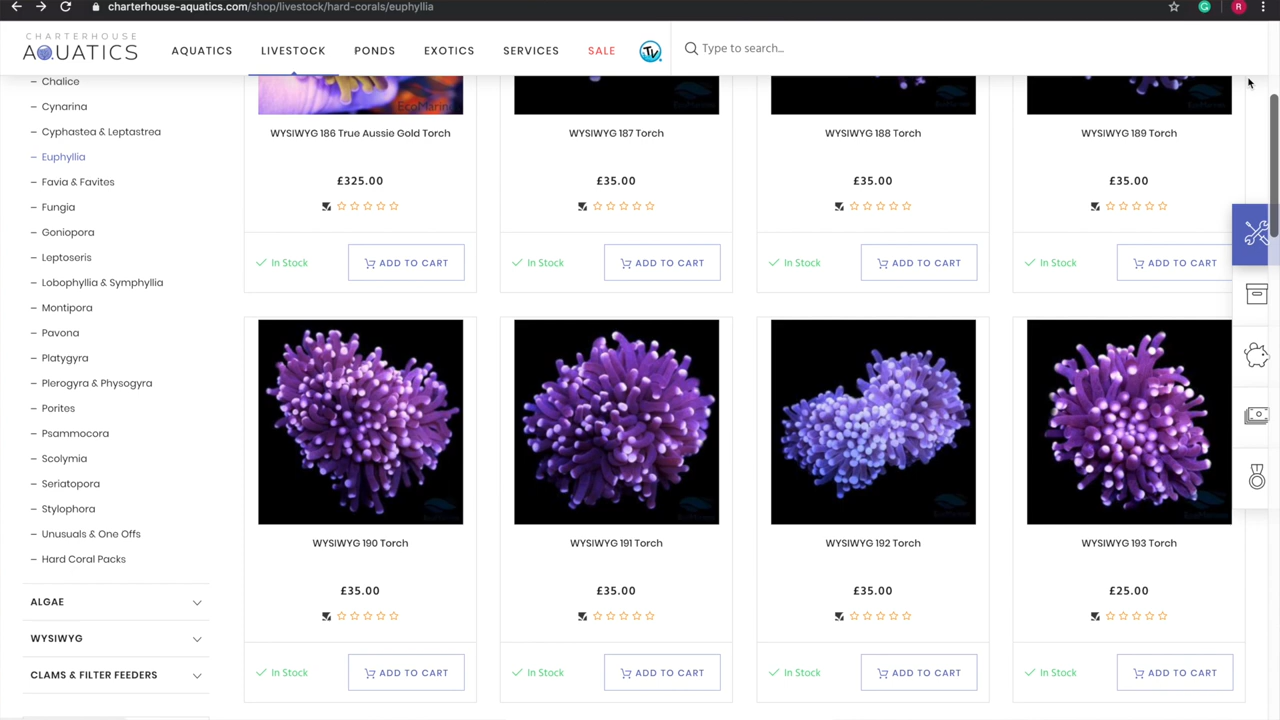 charterhouse-aquatics.com/shop/livestock/hard-corals/euphyllia
R
CHARTERHOUSE
AQUATICS
AQUATICS
LIVESTOCK
PONDS
EXOTICS
SERVICES
SALE
TV
Type to search...
– Chalice
– Cynarina
– Cyphastea & Leptastrea
– Euphyllia
– Favia & Favites
– Fungia
– Goniopora
– Leptoseris
– Lobophyllia & Symphyllia
– Montipora
– Pavona
– Platygyra
– Plerogyra & Physogyra
– Porites
– Psammocora
– Scolymia
– Seriatopora
– Stylophora
– Unusuals & One Offs
– Hard Coral Packs
ALGAE
WYSIWYG
CLAMS & FILTER FEEDERS
WYSIWYG 186 True Aussie Gold Torch
£325.00
In Stock
ADD TO CART
WYSIWYG 187 Torch
£35.00
In Stock
ADD TO CART
WYSIWYG 188 Torch
£35.00
In Stock
ADD TO CART
WYSIWYG 189 Torch
£35.00
In Stock
ADD TO CART
WYSIWYG 190 Torch
£35.00
In Stock
ADD TO CART
WYSIWYG 191 Torch
£35.00
In Stock
ADD TO CART
WYSIWYG 192 Torch
£35.00
In Stock
ADD TO CART
WYSIWYG 193 Torch
£25.00
In Stock
ADD TO CART